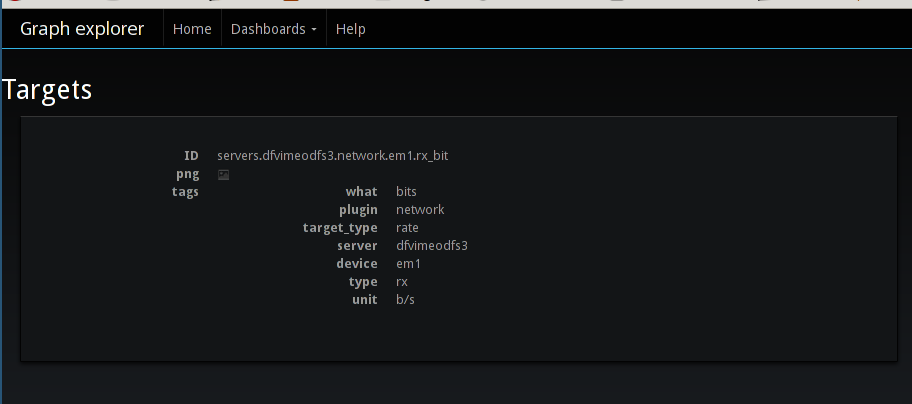 Graph explorer Home Dashboards Help
Targets
ID servers.dfvimeodfs3.network.em1.rx_bit
png
tags
what bits
plugin network
target_type rate
server dfvimeodfs3
device em1
type rx
unit b/s